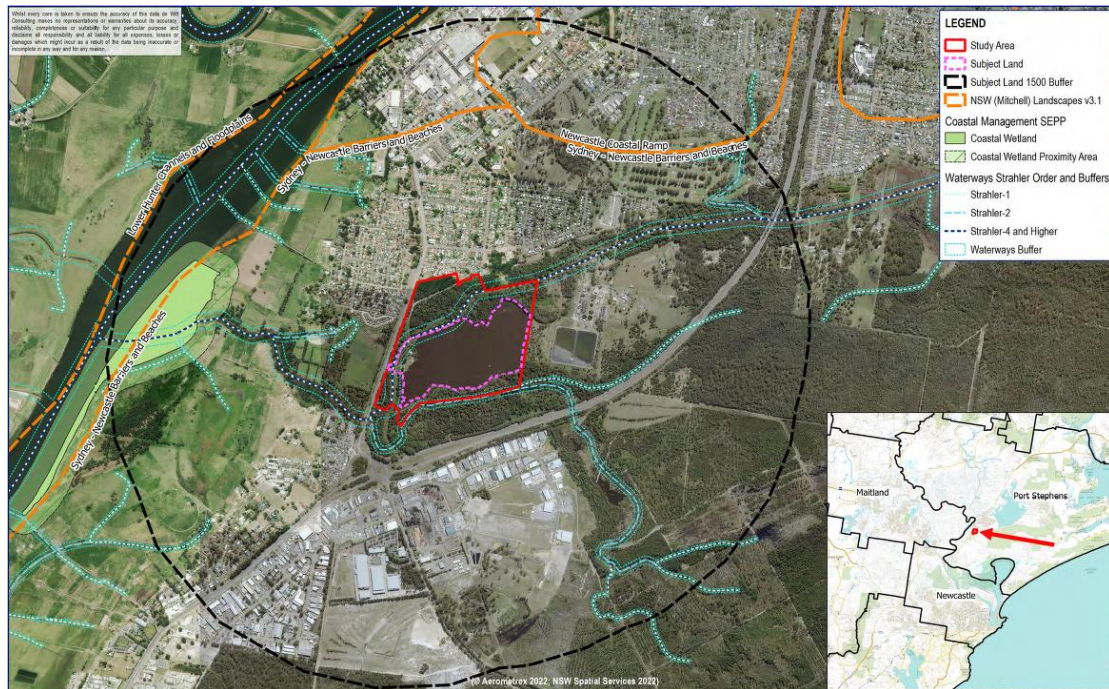 Whilst every care is taken to ensure the accuracy of this data de Witt
Consulting makes no representations or warranties about its accuracy,
reliability, completeness or suitability for any particular purpose and
disclaims all responsibility and all liability for all expenses, losses or
damages which might incur as a result of the data being inaccurate or
incomplete in any way and for any reason.
LEGEND
Study Area
Subject Land
Subject Land 1500 Buffer
NSW (Mitchell) Landscapes v3.1
Coastal Management SEPP
Coastal Wetland
Coastal Wetland Proximity Area
Waterways Strahler Order and Buffers
Strahler-1
Strahler-2
Strahler-4 and Higher
Waterways Buffer
Lower Hunter Channels and Floodplains
Sydney - Newcastle Barriers and Beaches
Newcastle Coastal Ramp
Sydney - Newcastle Barriers and Beaches
Sydney - Newcastle Barriers and Beaches
Maitland
Port Stephens
Newcastle
(© Aerometrex 2022; NSW Spatial Services 2022)